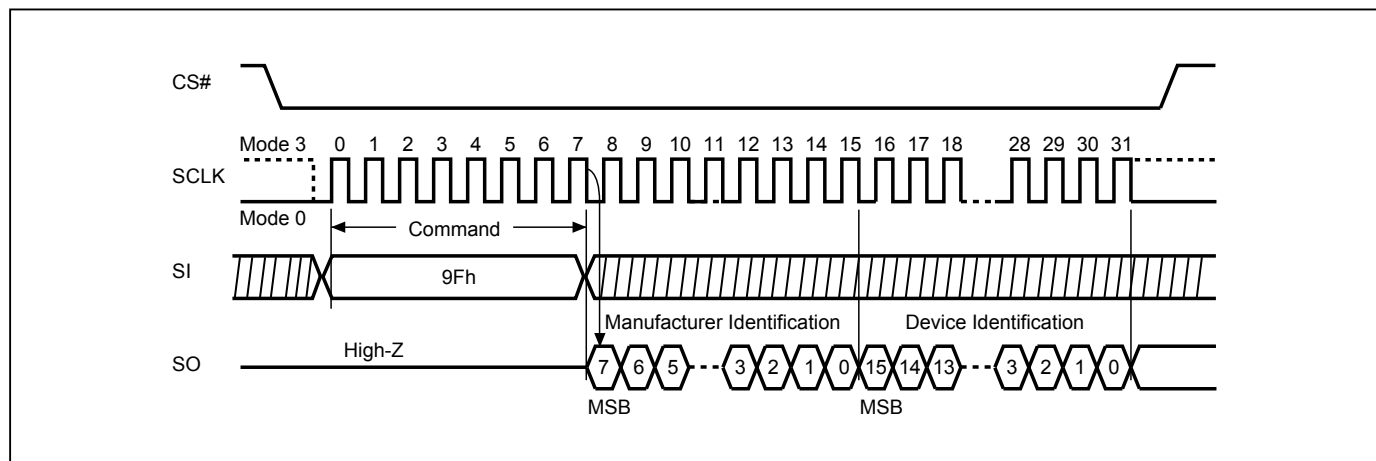 CS#
Mode 3 0 1 2 3 4 5 6 7 8 9 10 11 12 13 14 15 16 17 18 28 29 30 31
SCLK
Mode 0
Command
SI
9Fh
Manufacturer Identification Device Identification
High-Z
SO
7 6 5 3 2 1 0 15 14 13 3 2 1 0
MSB MSB